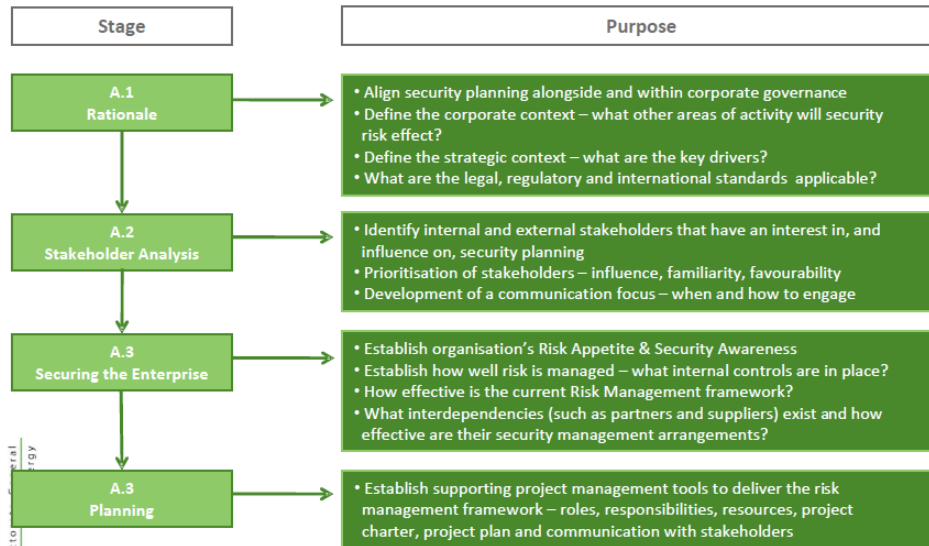 Stage
Purpose
A.1
Rationale
• Align security planning alongside and within corporate governance
• Define the corporate context – what other areas of activity will security
risk effect?
• Define the strategic context – what are the key drivers?
• What are the legal, regulatory and international standards applicable?
A.2
Stakeholder Analysis
• Identify internal and external stakeholders that have an interest in, and
influence on, security planning
• Prioritisation of stakeholders – influence, familiarity, favourability
• Development of a communication focus – when and how to engage
A.3
Securing the Enterprise
• Establish organisation's Risk Appetite & Security Awareness
• Establish how well risk is managed – what internal controls are in place?
• How effective is the current Risk Management framework?
• What interdependencies (such as partners and suppliers) exist and how
effective are their security management arrangements?
A.3
Planning
• Establish supporting project management tools to deliver the risk
management framework – roles, responsibilities, resources, project
charter, project plan and communication with stakeholders